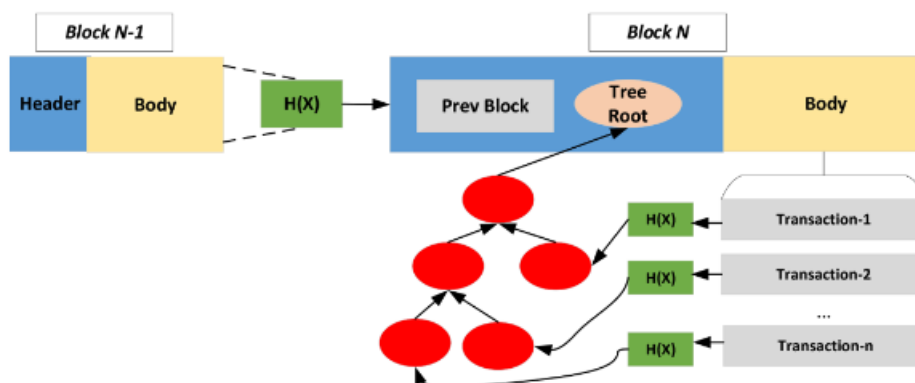 Block N-1
Block N
Header
Body
H(X)
Prev Block
Tree
Root
Body
H(X)
Transaction-1
H(X)
Transaction-2
...
H(X)
Transaction-n